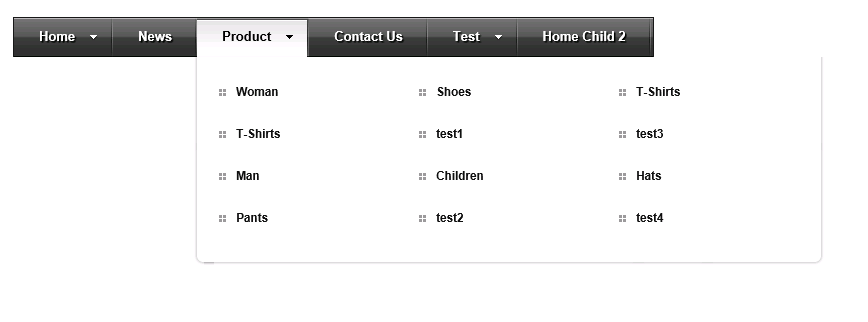 Home News Product Contact Us Test Home Child 2
Woman Shoes T-Shirts
T-Shirts test1 test3
Man Children Hats
Pants test2 test4